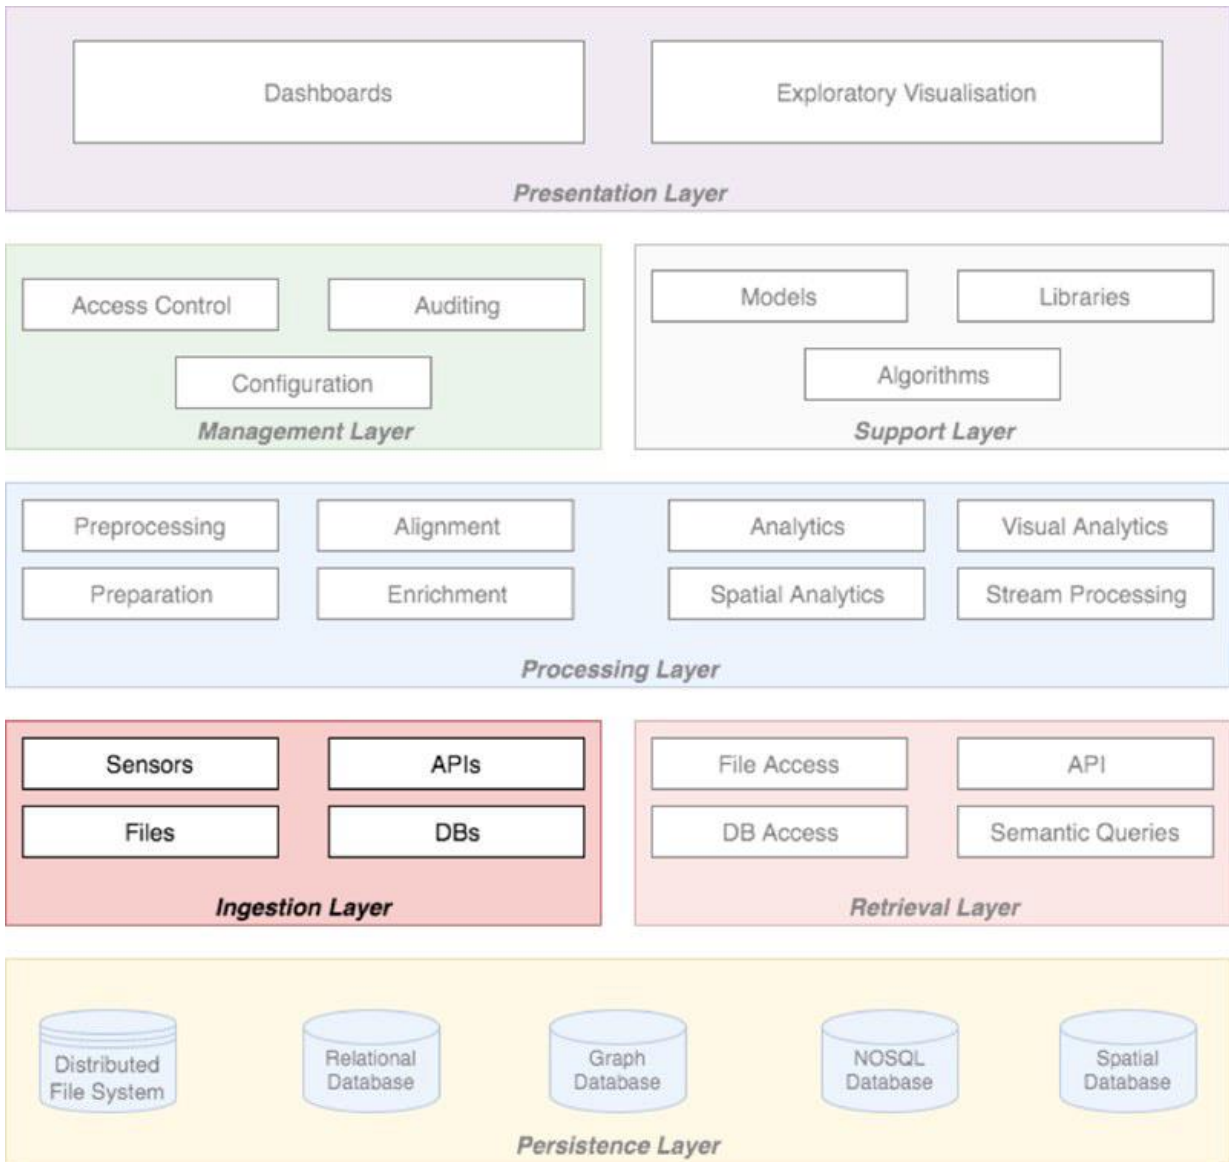 Dashboards
Exploratory Visualisation
Presentation Layer
Access Control
Auditing
Configuration
Management Layer
Models
Libraries
Algorithms
Support Layer
Preprocessing
Alignment
Analytics
Visual Analytics
Preparation
Enrichment
Spatial Analytics
Stream Processing
Processing Layer
Sensors
APIs
Files
DBs
Ingestion Layer
File Access
API
DB Access
Semantic Queries
Retrieval Layer
Distributed
File System
Relational
Database
Graph
Database
NOSQL
Database
Spatial
Database
Persistence Layer